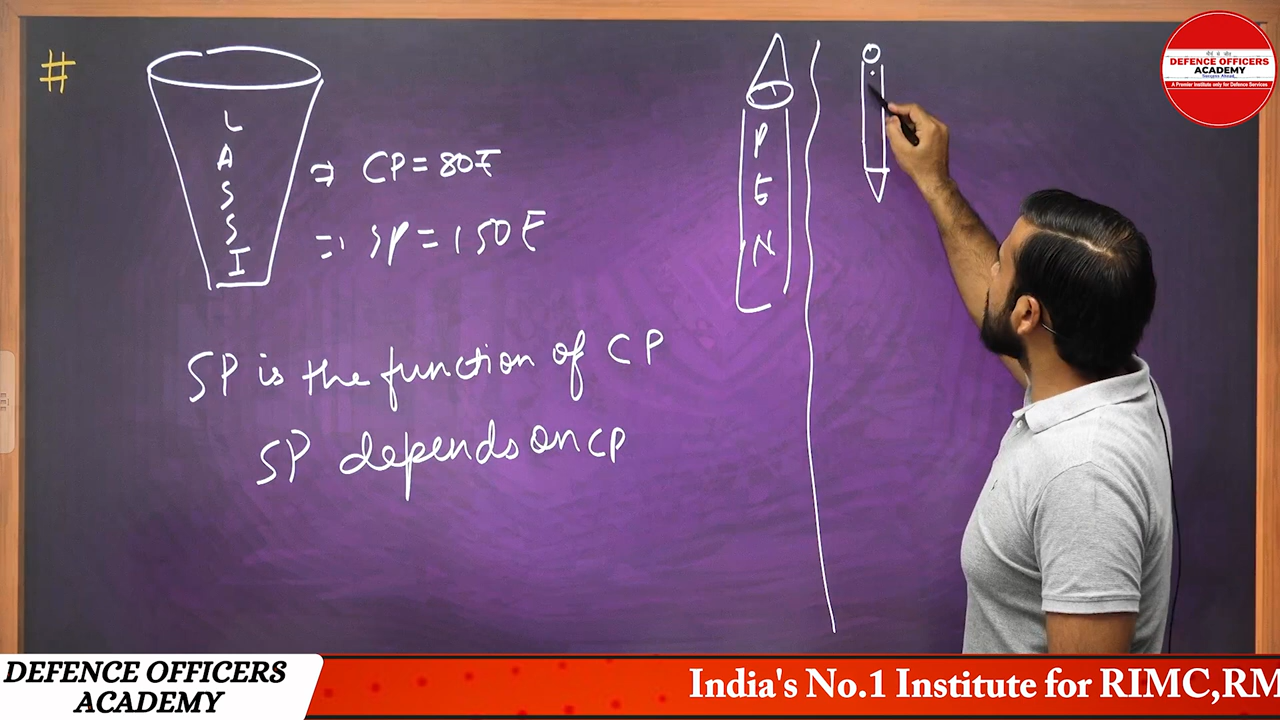 #
LASSI
⇒ CP = 80₹
⇒ SP = 150₹
SP is the function of CP
SP depends on CP
PEN
DEFENCE OFFICERS
ACADEMY
A Premier Institute only for Defence Services
DEFENCE OFFICERS
ACADEMY
India's No.1 Institute for RIMC,RM